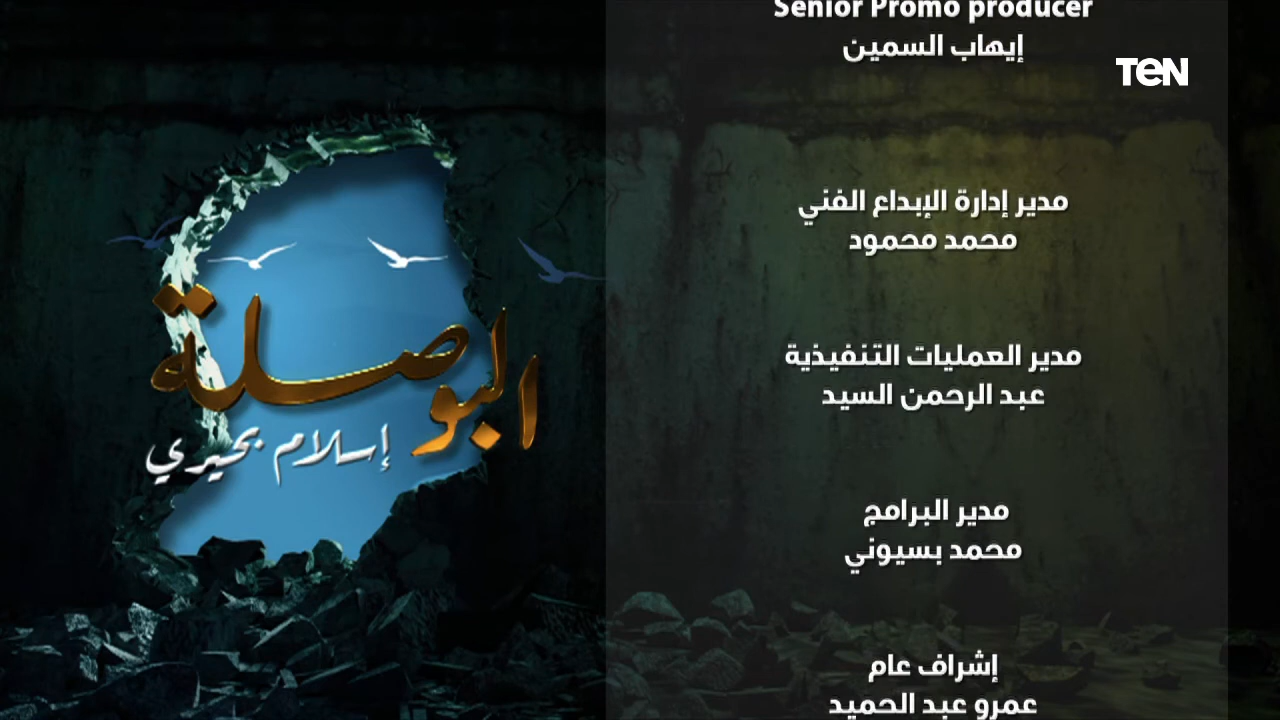 Senior Promo producer
إيهاب السمين
TeN
مدير إدارة الإبداع الفني
محمد محمود
مدير العمليات التنفيذية
عبد الرحمن السيد
مدير البرامج
محمد بسيوني
إشراف عام
عمرو عبد الحميد
البوصلة
إسلام بحيري